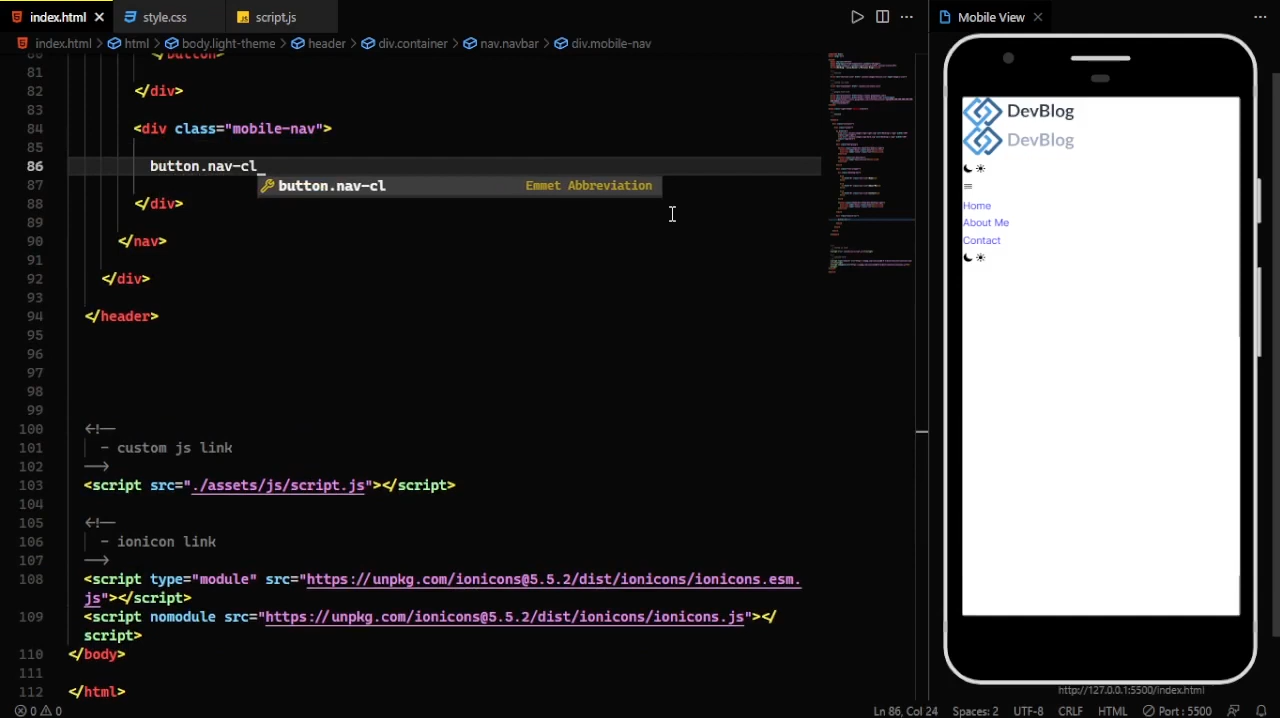 index.html
style.css
script.js
Mobile View
index.html > html > body.light-theme > header > div.container > nav.navbar > div.mobile-nav
81
82 </div>
83
84 <div class="mobile-nav">
85
86 button.nav-cl
87 button.nav-cl Emmet Abbreviation
88 </div>
89
90 </nav>
91
92 </div>
93
94 </header>
95
96
97
98
99
100 <!--
101 - custom js link
102 -->
103 <script src="./assets/js/script.js"></script>
104
105 <!--
106 - ionicon link
107 -->
108 <script type="module" src="https://unpkg.com/ionicons@5.5.2/dist/ionicons/ionicons.esm.
js"></script>
109 <script nomodule src="https://unpkg.com/ionicons@5.5.2/dist/ionicons/ionicons.js"></
script>
110 </body>
111
112 </html>
DevBlog
DevBlog
Home
About Me
Contact
http://127.0.0.1:5500/index.html
0 0
Ln 86, Col 24
Spaces: 2
UTF-8
CRLF
HTML
Port : 5500